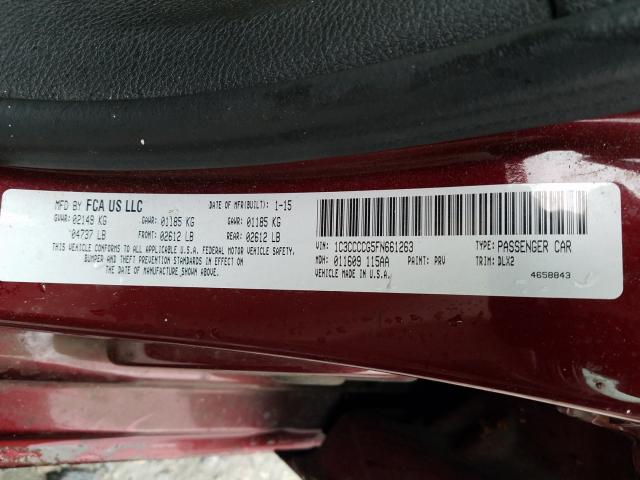 MFD BY FCA US LLC DATE OF MFR(BUILT): 1-15
GVWR: 02149 KG GAWR: 01185 KG GAWR: 01185 KG
04737 LB FRONT: 02612 LB REAR: 02612 LB
THIS VEHICLE CONFORMS TO ALL APPLICABLE U.S.A. FEDERAL MOTOR VEHICLE SAFETY,
BUMPER AND THEFT PREVENTION STANDARDS IN EFFECT ON
THE DATE OF MANUFACTURE SHOWN ABOVE.
VIN: 1C3CCCCG5FN661263 TYPE: PASSENGER CAR
MDH: 011609 115AA PAINT: PRV TRIM: DLX2
VEHICLE MADE IN U.S.A. 4658843